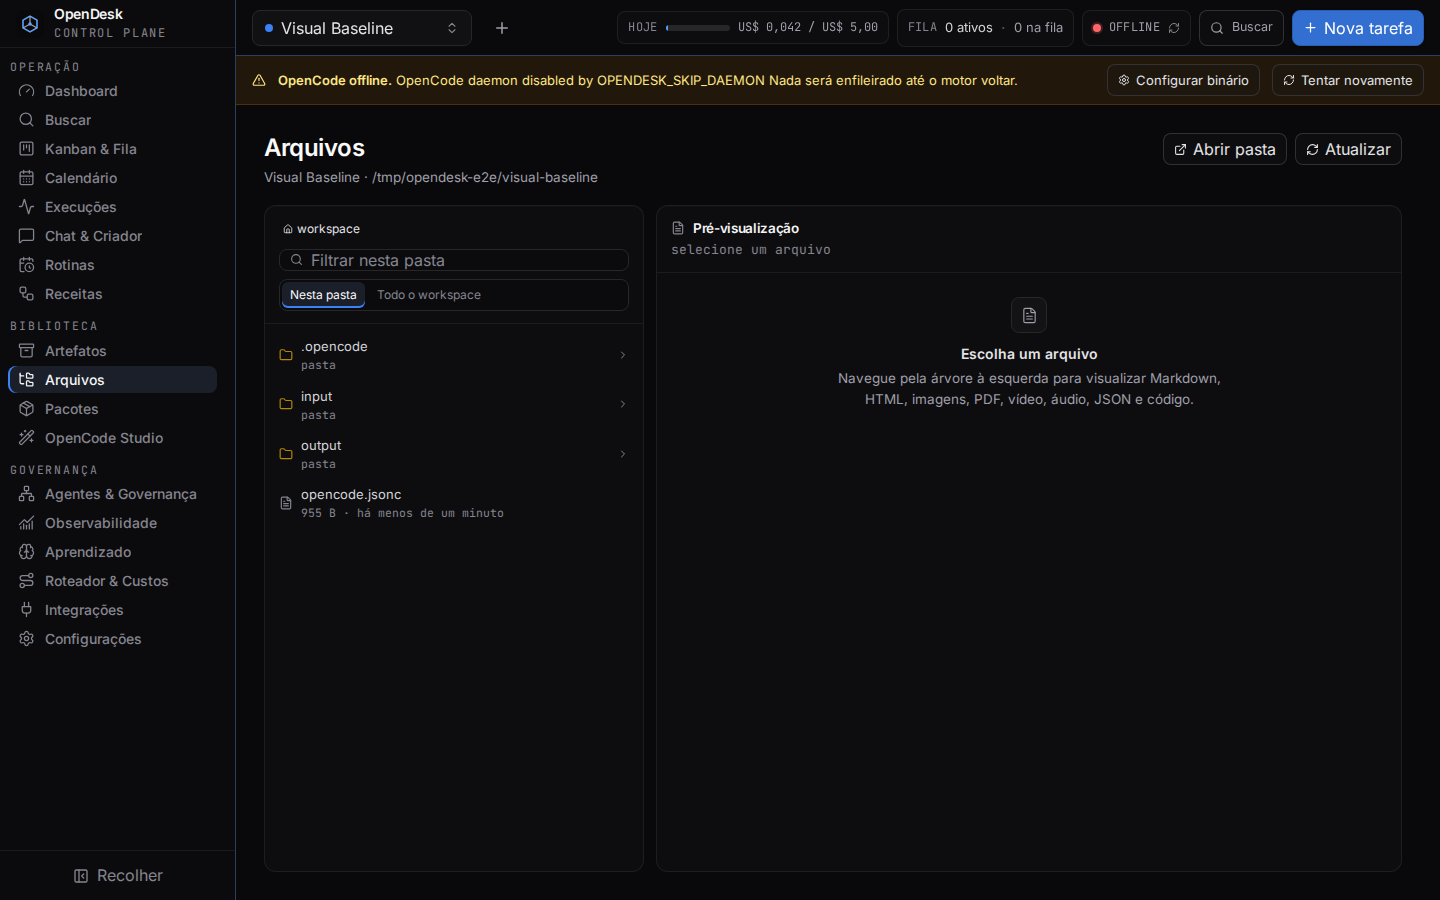 OpenDesk
CONTROL PLANE
OPERAÇÃO
Dashboard
Buscar
Kanban & Fila
Calendário
Execuções
Chat & Criador
Rotinas
Receitas
BIBLIOTECA
Artefatos
Arquivos
Pacotes
OpenCode Studio
GOVERNANÇA
Agentes & Governança
Observabilidade
Aprendizado
Roteador & Custos
Integrações
Configurações
Recolher
Visual Baseline
HOJE US$ 0,042 / US$ 5,00
FILA 0 ativos · 0 na fila
OFFLINE
Buscar
Nova tarefa
OpenCode offline. OpenCode daemon disabled by OPENDESK_SKIP_DAEMON Nada será enfileirado até o motor voltar.
Configurar binário
Tentar novamente
Arquivos
Visual Baseline · /tmp/opendesk-e2e/visual-baseline
Abrir pasta
Atualizar
workspace
Filtrar nesta pasta
Nesta pasta
Todo o workspace
.opencode
pasta
input
pasta
output
pasta
opencode.jsonc
955 B · há menos de um minuto
Pré-visualização
selecione um arquivo
Escolha um arquivo
Navegue pela árvore à esquerda para visualizar Markdown,
HTML, imagens, PDF, vídeo, áudio, JSON e código.